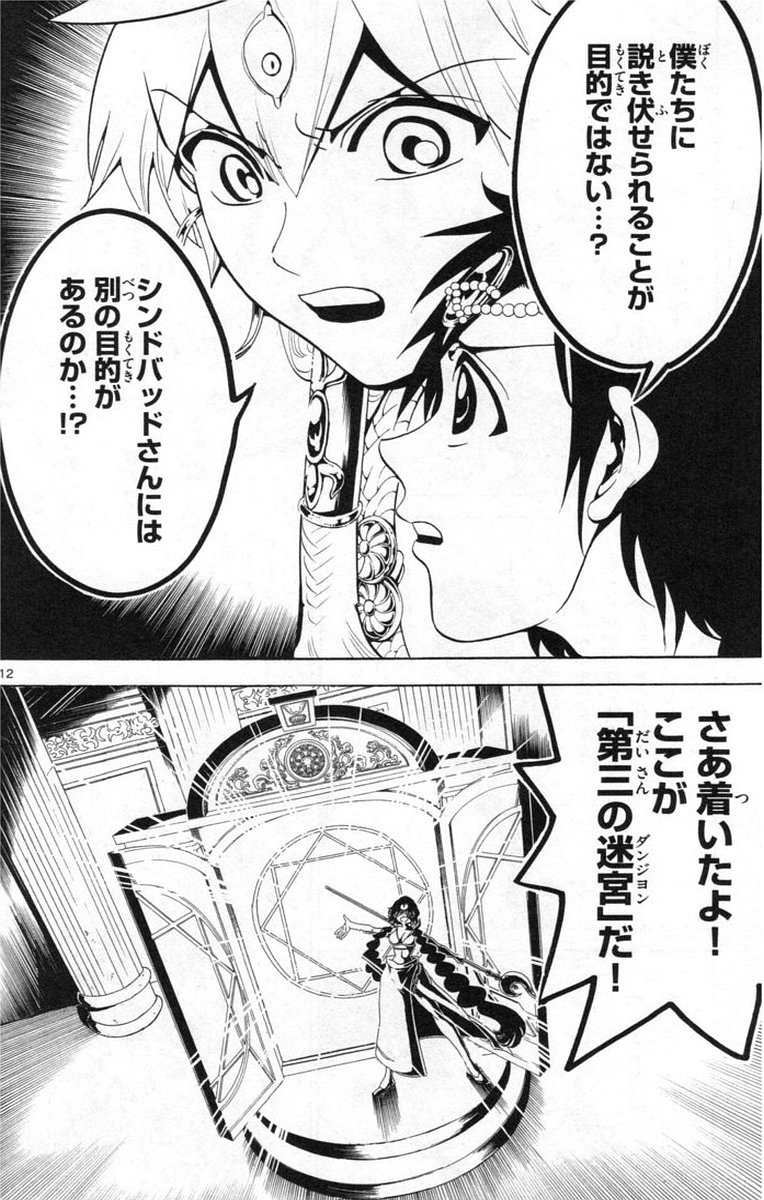 僕たちに
説き伏せられることが
目的ではない…?
シンドバッドさんには
別の目的が
あるのか…!?
12
さあ着いたよ!
ここが
「第三の迷宮」だ!